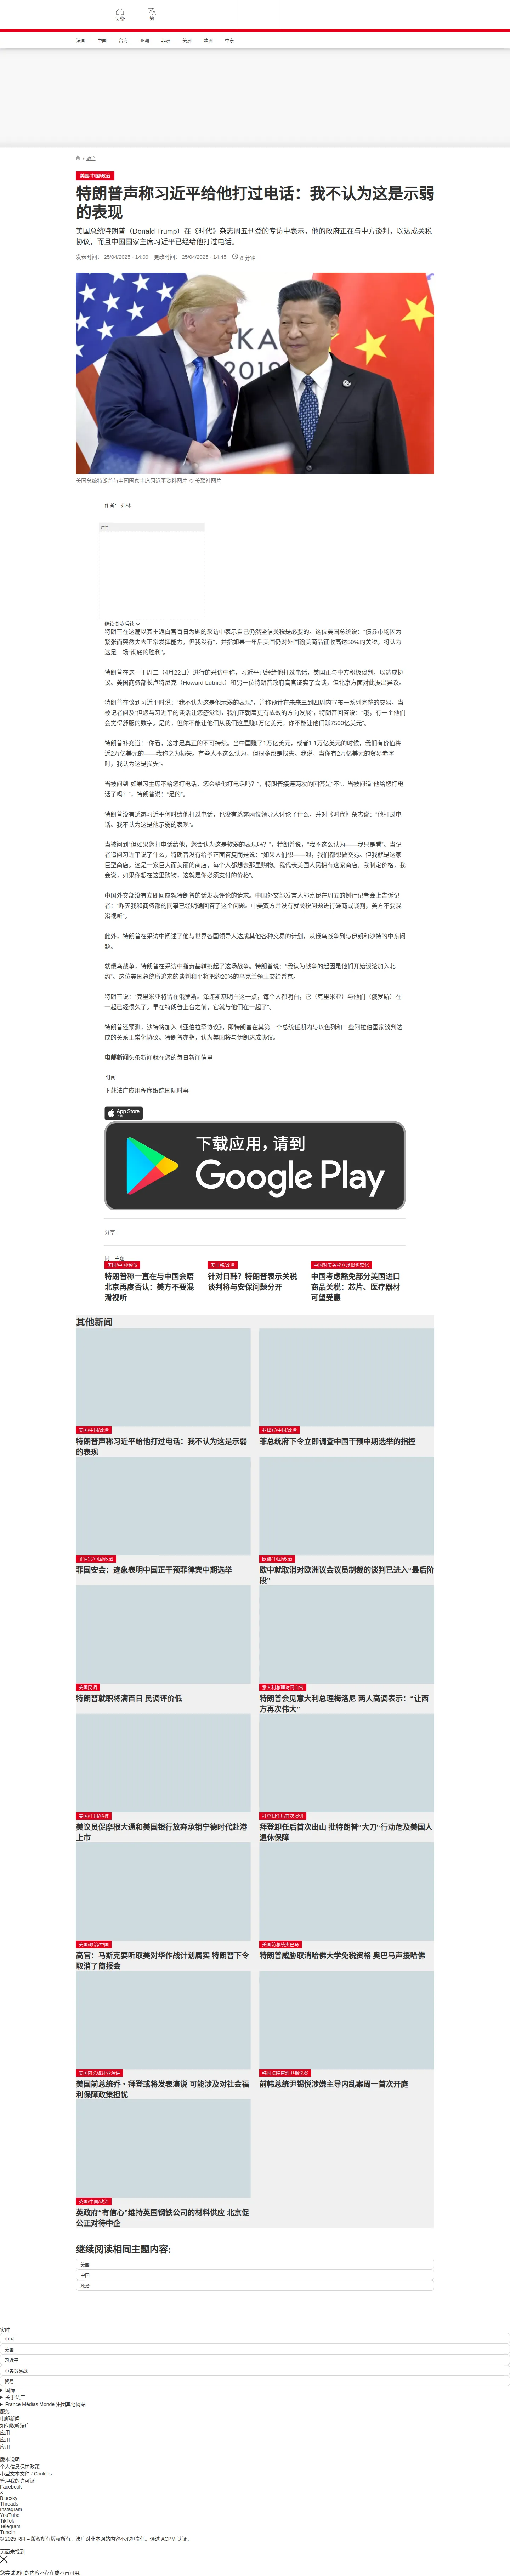 头条
繁
法国
中国
台海
亚洲
非洲
美洲
欧洲
中东
/ 政治
美国/中国/政治
特朗普声称习近平给他打过电话：我不认为这是示弱的表现
美国总统特朗普（Donald Trump）在《时代》杂志周五刊登的专访中表示，他的政府正在与中方谈判，以达成关税协议，而且中国国家主席习近平已经给他打过电话。
发表时间： 25/04/2025 - 14:09 更改时间： 25/04/2025 - 14:45 8 分钟
AKA
2019
美国总统特朗普与中国国家主席习近平资料图片 © 美联社图片
作者： 弗林
广告
继续浏览后续
特朗普在这篇以其重返白宫百日为题的采访中表示自己仍然坚信关税是必要的。这位美国总统说：“债券市场因为紧张而突然失去正常发挥能力，但我没有”，并指如果一年后美国仍对外国输美商品征收高达50%的关税，将认为这是一场“彻底的胜利”。
特朗普在这一于周二（4月22日）进行的采访中称，习近平已经给他打过电话，美国正与中方积极谈判，以达成协议。美国商务部长卢特尼克（Howard Lutnick）和另一位特朗普政府高官证实了会谈，但北京方面对此提出异议。
特朗普在谈到习近平时说：“我不认为这是他示弱的表现”，并称预计在未来三到四周内宣布一系列完整的交易。当被记者问及“但您与习近平的谈话让您感觉到，我们正朝着更有成效的方向发展”，特朗普回答说：“哦，有一个他们会觉得舒服的数字。是的，但你不能让他们从我们这里赚1万亿美元，你不能让他们赚7500亿美元”。
特朗普补充道：“你看，这才是真正的不可持续。当中国赚了1万亿美元，或者1.1万亿美元的时候，我们有价值将近2万亿美元的——我称之为损失。有些人不这么认为，但很多都是损失。我说，当你有2万亿美元的贸易赤字时，我认为这是损失”。
当被问到“如果习主席不给您打电话，您会给他打电话吗？”，特朗普接连两次的回答是“不”。当被问道“他给您打电话了吗？”，特朗普说：“是的”。
特朗普没有透露习近平何时给他打过电话，也没有透露两位领导人讨论了什么，并对《时代》杂志说：“他打过电话。我不认为这是他示弱的表现”。
当被问到“但如果您打电话给他，您会认为这是软弱的表现吗？”，特朗普说，“我不这么认为——我只是看”。当记者追问习近平说了什么，特朗普没有给予正面答复而是说：“如果人们想——嗯，我们都想做交易。但我就是这家巨型商店。这是一家巨大而美丽的商店，每个人都想去那里购物。我代表美国人民拥有这家商店，我制定价格，我会说，如果你想在这里购物，这就是你必须支付的价格”。
中国外交部没有立即回应就特朗普的话发表评论的请求。中国外交部发言人郭嘉昆在周五的例行记者会上告诉记者：“昨天我和商务部的同事已经明确回答了这个问题。中美双方并没有就关税问题进行磋商或谈判。美方不要混淆视听”。
此外，特朗普在采访中阐述了他与世界各国领导人达成其他各种交易的计划，从俄乌战争到与伊朗和沙特的中东问题。
就俄乌战争，特朗普在采访中指责基辅挑起了这场战争。特朗普说：“我认为战争的起因是他们开始谈论加入北约”。这位美国总统所追求的谈判和平将把约20%的乌克兰领土交给普京。
特朗普说：“克里米亚将留在俄罗斯。泽连斯基明白这一点，每个人都明白，它（克里米亚）与他们（俄罗斯）在一起已经很久了。早在特朗普上台之前，它就与他们在一起了”。
特朗普还预测，沙特将加入《亚伯拉罕协议》，即特朗普在其第一个总统任期内与以色列和一些阿拉伯国家谈判达成的关系正常化协议。特朗普亦指，认为美国将与伊朗达成协议。
电邮新闻头条新闻就在您的每日新闻信里
订阅
下载法广应用程序跟踪国际时事
App Store
下载应用，请到
Google Play
分享 :
同一主题
美国/中国/经贸
特朗普称一直在与中国会晤 北京再度否认：美方不要混淆视听
美日韩/政治
针对日韩？特朗普表示关税谈判将与安保问题分开
中国对美关税立场似也软化
中国考虑豁免部分美国进口商品关税：芯片、医疗器材可望受惠
其他新闻
美国/中国/政治
特朗普声称习近平给他打过电话：我不认为这是示弱的表现
菲律宾/中国/政治
菲总统府下令立即调查中国干预中期选举的指控
菲律宾/中国/政治
菲国安会：迹象表明中国正干预菲律宾中期选举
欧盟/中国/政治
欧中就取消对欧洲议会议员制裁的谈判已进入“最后阶段”
美国民调
特朗普就职将满百日 民调评价低
意大利总理访问白宫
特朗普会见意大利总理梅洛尼 两人高调表示：“让西方再次伟大”
美国/中国/科技
美议员促摩根大通和美国银行放弃承销宁德时代赴港上市
拜登卸任后首次演讲
拜登卸任后首次出山 批特朗普“大刀”行动危及美国人退休保障
美国/政治/中国
高官：马斯克要听取美对华作战计划属实 特朗普下令取消了简报会
美国前总统奥巴马
特朗普威胁取消哈佛大学免税资格 奥巴马声援哈佛
美国前总统拜登演讲
美国前总统乔・拜登或将发表演说 可能涉及对社会福利保障政策担忧
韩国法院审理尹锡悦案
前韩总统尹锡悦涉嫌主导内乱案周一首次开庭
英国/中国/政治
英政府“有信心”维持英国钢铁公司的材料供应 北京促公正对待中企
继续阅读相同主题内容:
美国
中国
政治
实时
中国
美国
习近平
中美贸易战
贸易
国际
关于法广
France Médias Monde 集团其他网站
服务
电邮新闻
如何收听法广
应用
应用
应用
版本说明
个人信息保护政策
小型文本文件 / Cookies
管理我的许可证
Facebook
X
Bluesky
Threads
Instagram
YouTube
TikTok
Telegram
TuneIn
© 2025 RFI – 版权所有版权所有。法广对非本网站内容不承担责任。通过 ACPM 认证。
页面未找到
您尝试访问的内容不存在或不再可用。